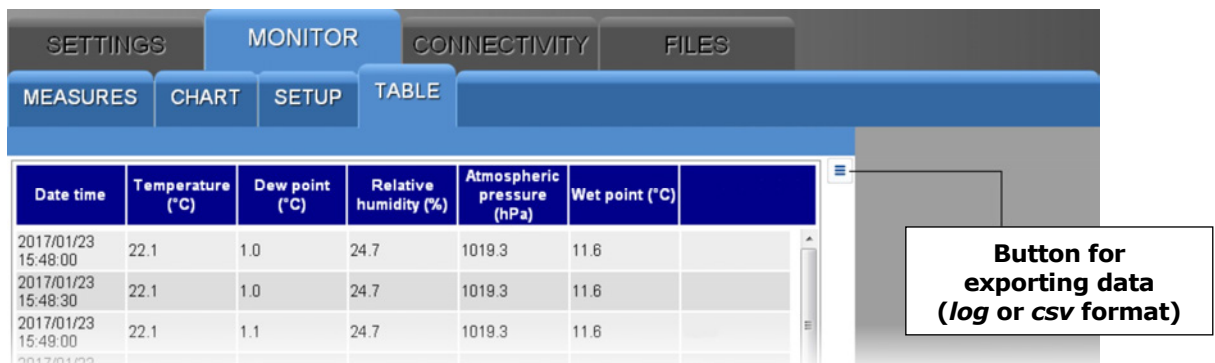 SETTINGS MONITOR CONNECTIVITY FILES
MEASURES CHART SETUP TABLE
Date time Temperature (°C) Dew point (°C) Relative humidity (%) Atmospheric pressure (hPa) Wet point (°C)
2017/01/23 15:48:00 22.1 1.0 24.7 1019.3 11.6
2017/01/23 15:48:30 22.1 1.0 24.7 1019.3 11.6
2017/01/23 15:49:00 22.1 1.1 24.7 1019.3 11.6
Button for
exporting data
(log or csv format)